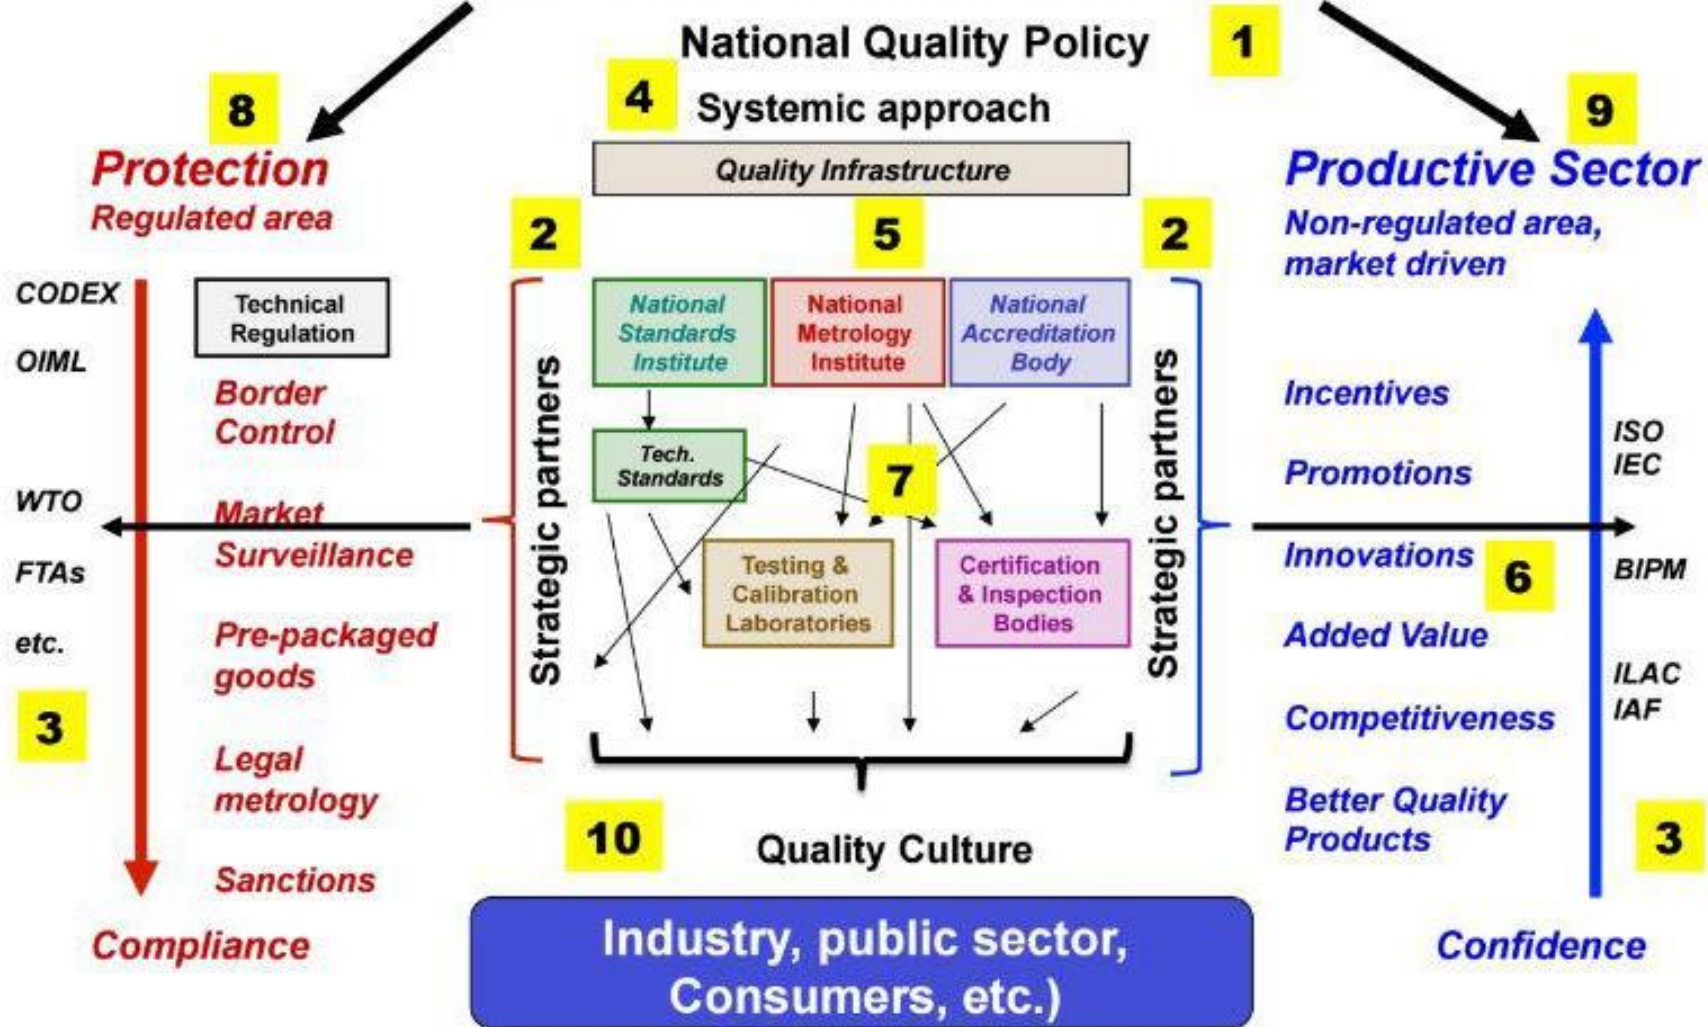 National Quality Policy
1
4
Systemic approach
Quality Infrastructure
8
Protection
Regulated area
9
Productive Sector
Non-regulated area,
market driven
2
5
2
CODEX
OIML
WTO
FTAs
etc.
3
Technical
Regulation
Border
Control
Market
Surveillance
Pre-packaged
goods
Legal
metrology
Sanctions
Compliance
Strategic partners
National
Standards
Institute
National
Metrology
Institute
National
Accreditation
Body
Tech.
Standards
7
Testing &
Calibration
Laboratories
Certification
& Inspection
Bodies
Strategic partners
Incentives
Promotions
Innovations
6
Added Value
Competitiveness
Better Quality
Products
ISO
IEC
BIPM
ILAC
IAF
3
Confidence
10
Quality Culture
Industry, public sector,
Consumers, etc.)